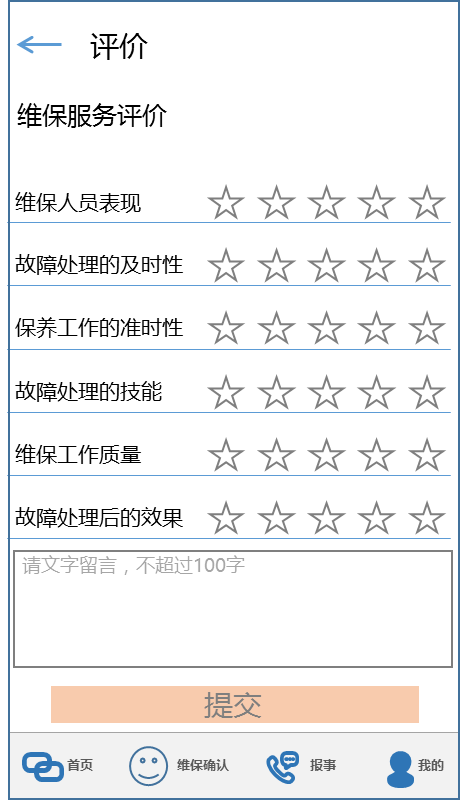 评价
维保服务评价
维保人员表现
故障处理的及时性
保养工作的准时性
故障处理的技能
维保工作质量
故障处理后的效果
请文字留言，不超过100字
提交
首页 维保确认 报事 我的